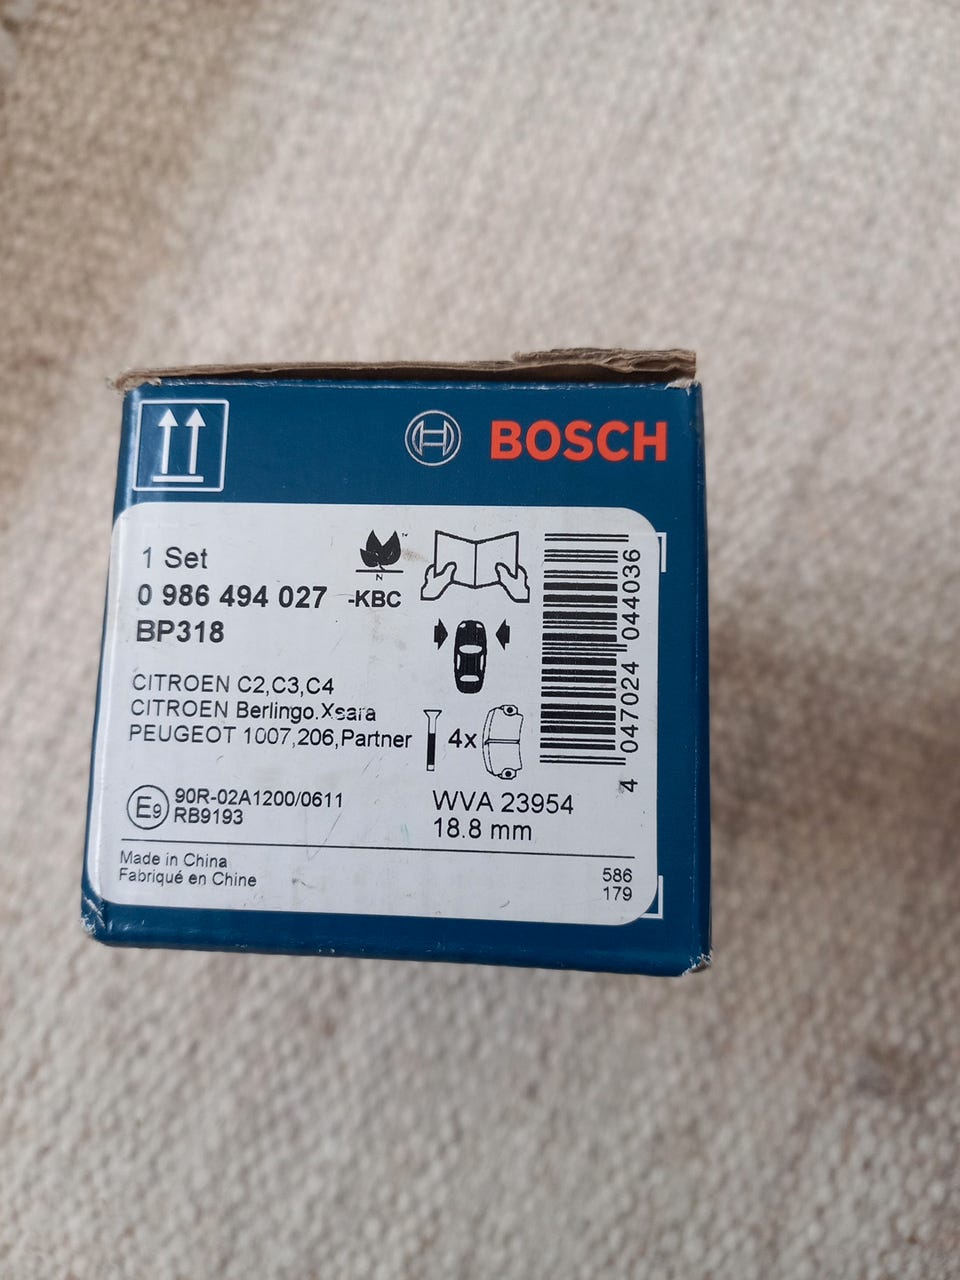 BOSCH
1 Set
0 986 494 027 -KBC
BP318
N
CITROEN C2,C3,C4
CITROEN Berlingo.Xsara
PEUGEOT 1007,206,Partner
4x
E9
90R-02A1200/0611
RB9193
WVA 23954
18.8 mm
4 047024 044036
Made in China
Fabriqué en Chine
586
179